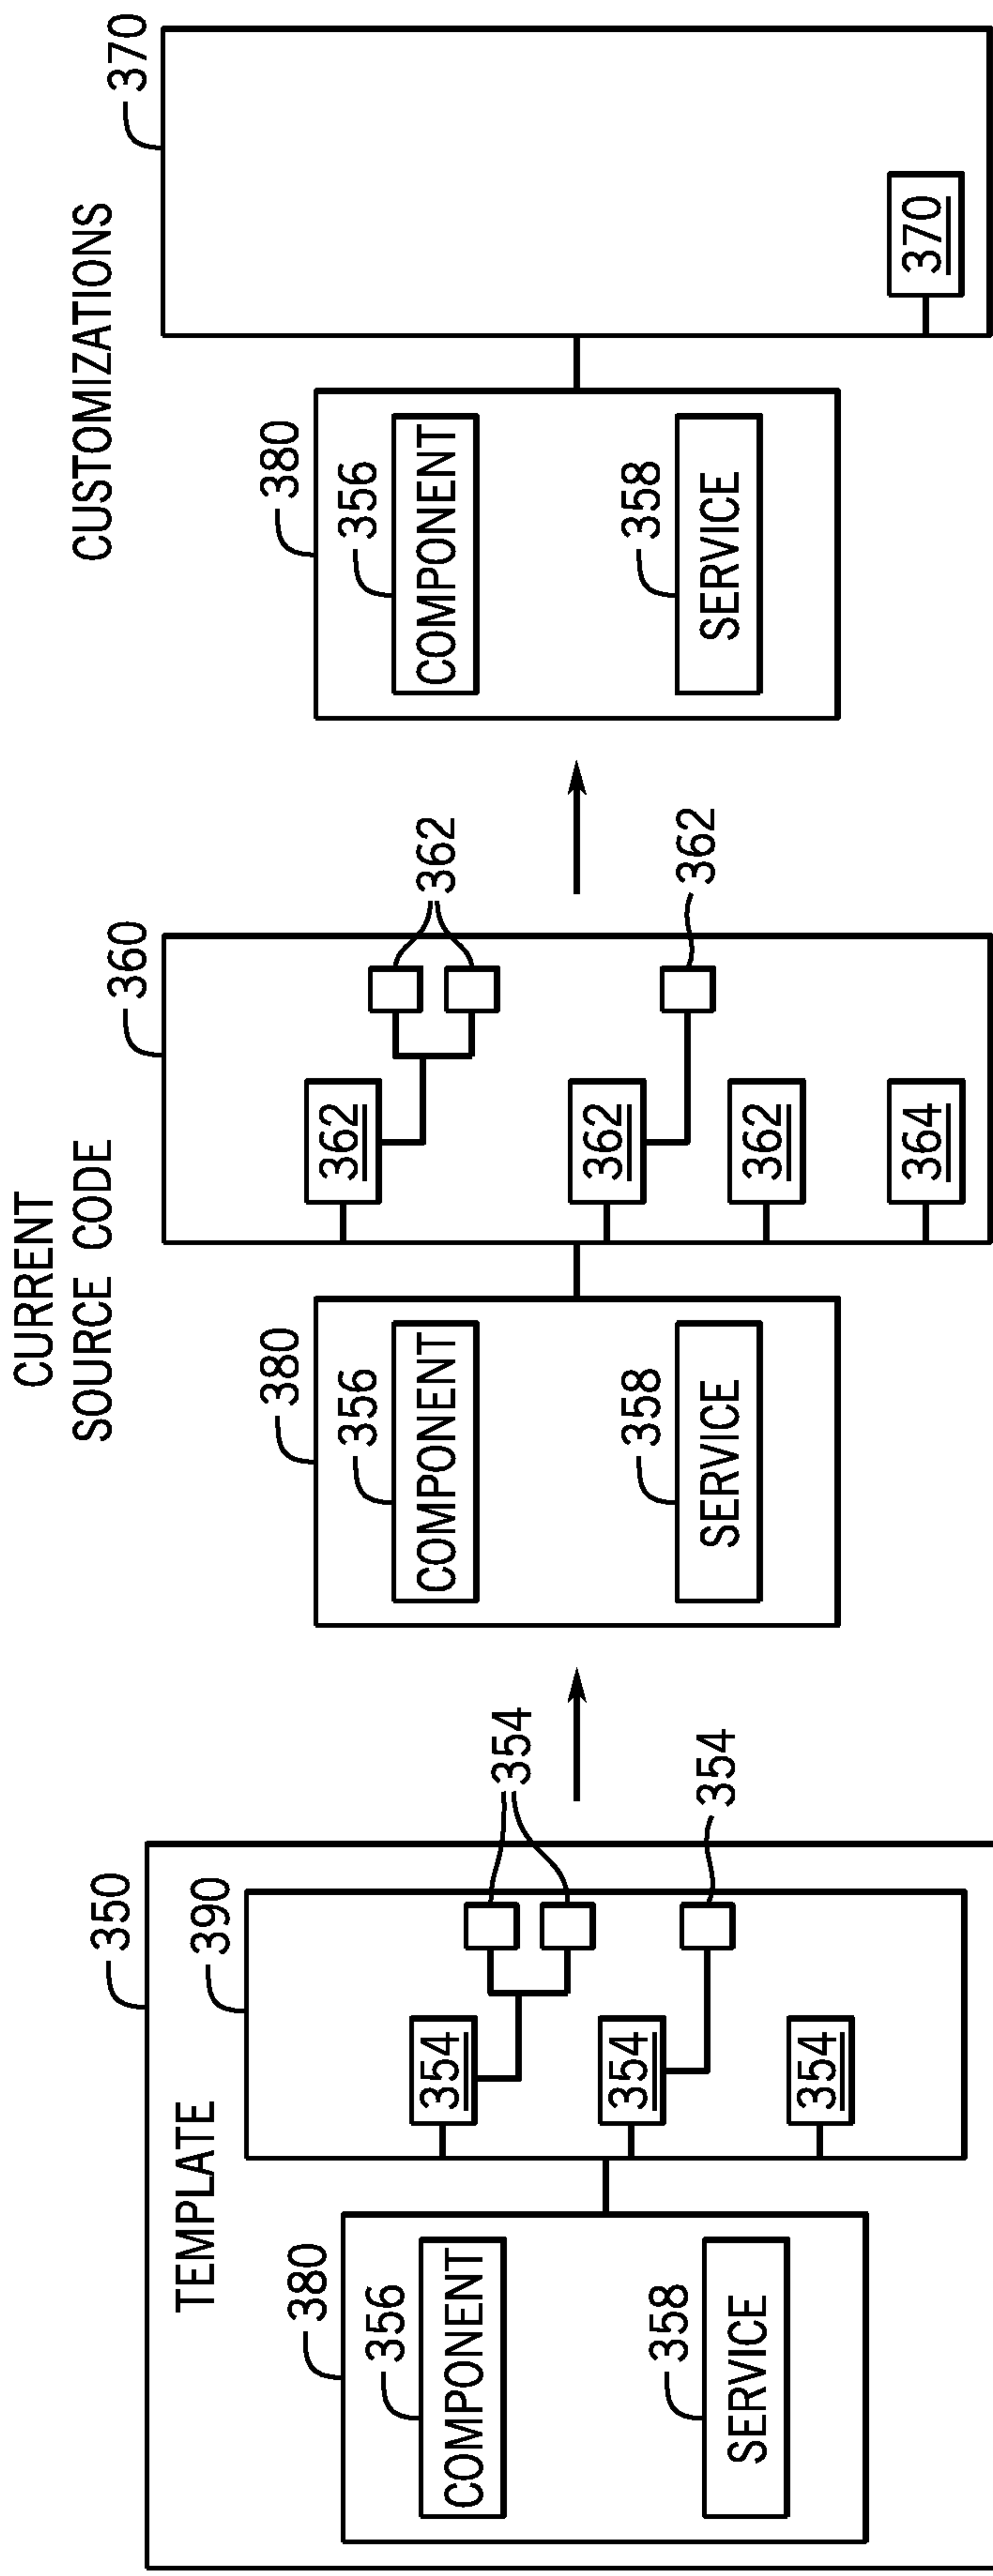 350
TEMPLATE
390
380
356
COMPONENT
358
SERVICE
354
354
354
354
354
CURRENT
SOURCE CODE
360
380
356
COMPONENT
358
SERVICE
362
362
362
364
362
362
CUSTOMIZATIONS
370
380
356
COMPONENT
358
SERVICE
370